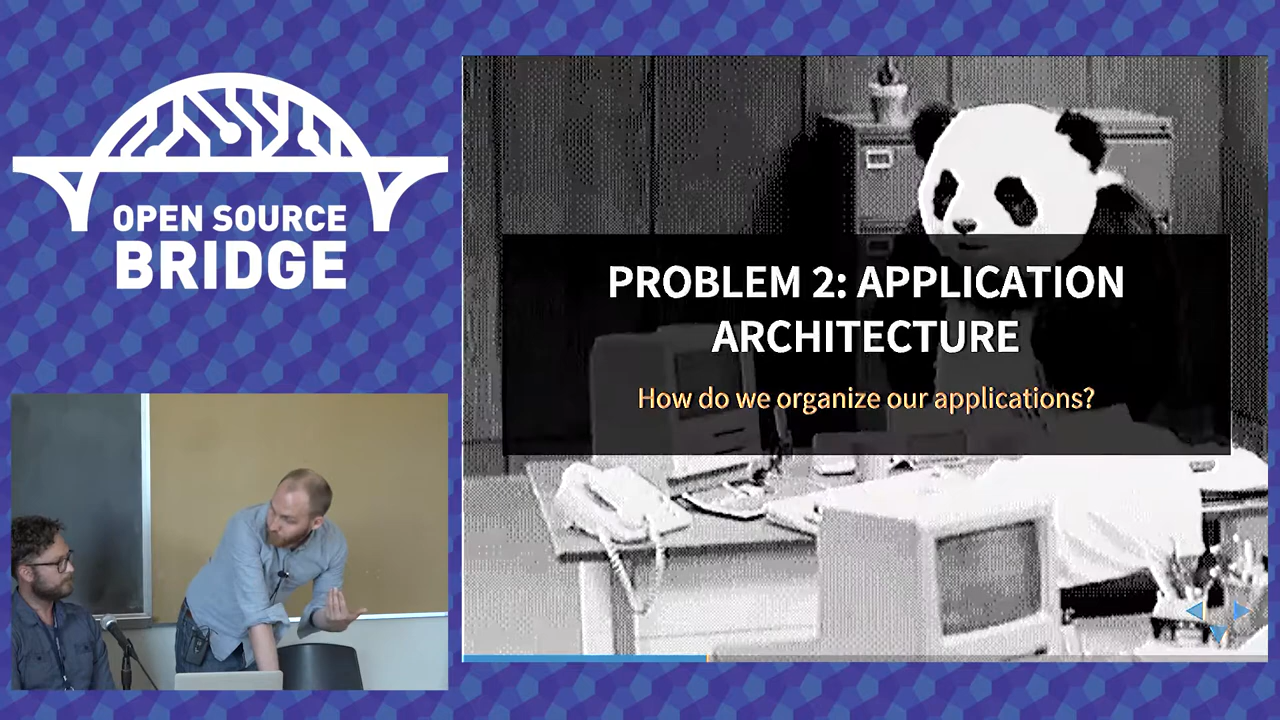 OPEN SOURCE
BRIDGE
PROBLEM 2: APPLICATION
ARCHITECTURE
How do we organize our applications?